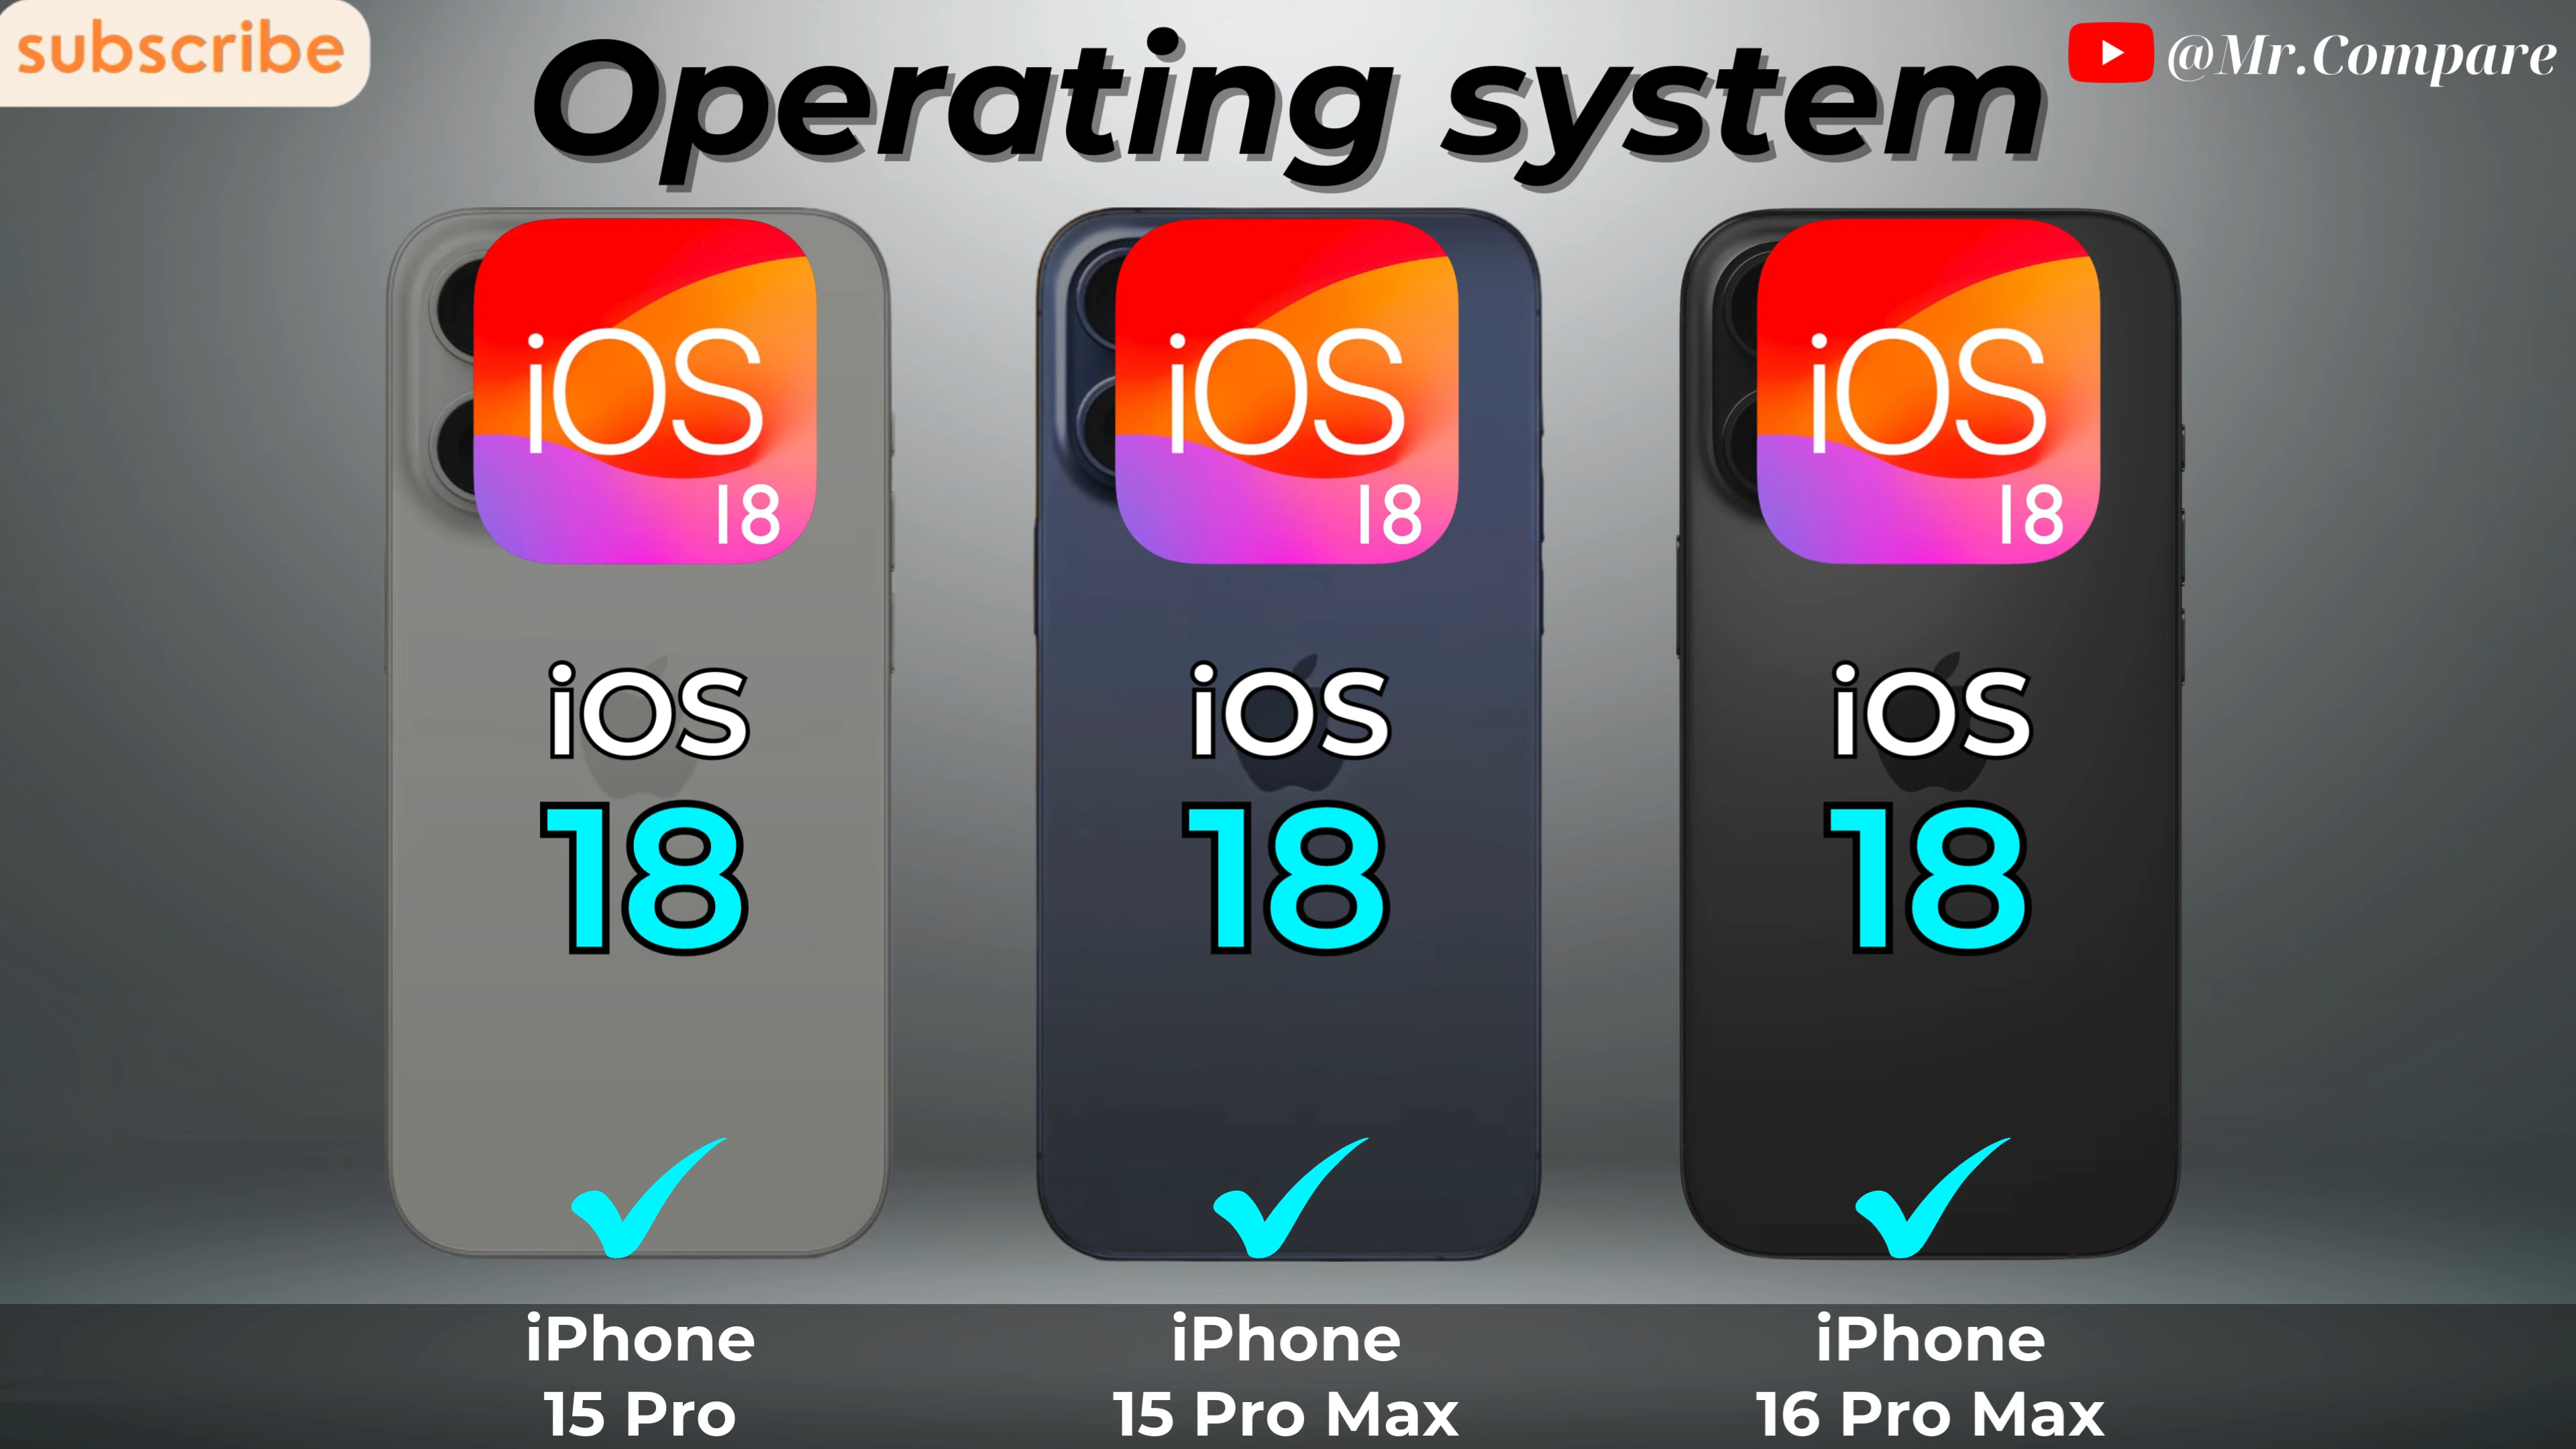 subscribe
Operating system
@Mr.Compare
iOS
18
iOS
18
iOS
18
iOS
18
iOS
18
iOS
18
iPhone
15 Pro
iPhone
15 Pro Max
iPhone
16 Pro Max